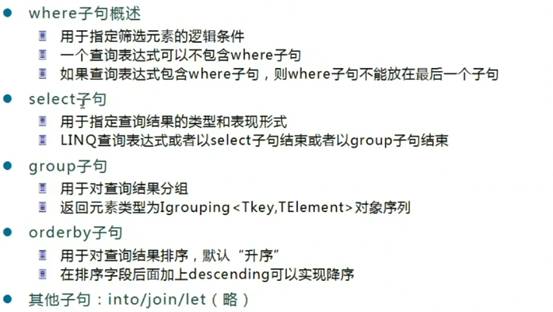 where子句概述
用于指定筛选元素的逻辑条件
一个查询表达式可以不包含where子句
如果查询表达式包含where子句，则where子句不能放在最后一个子句
select子句
用于指定查询结果的类型和表现形式
LINQ查询表达式或者以select子句结束或者以group子句结束
group子句
用于对查询结果分组
返回元素类型为Igrouping<Tkey,TElement>对象序列
orderby子句
用于对查询结果排序，默认“升序”
在排序字段后面加上descending可以实现降序
其他子句：into/join/let（略）